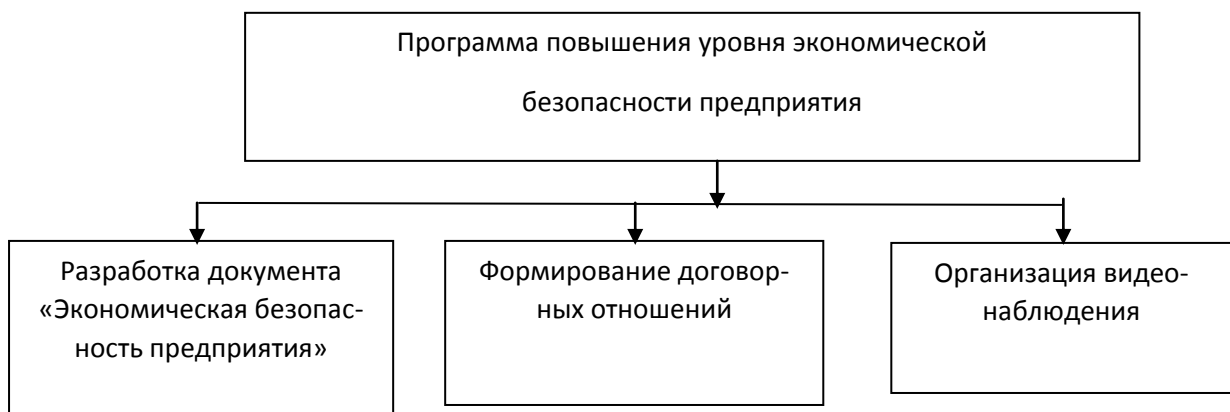 Программа повышения уровня экономической
безопасности предприятия
Разработка документа
«Экономическая безопас-
ность предприятия»
Формирование договор-
ных отношений
Организация видео-
наблюдения